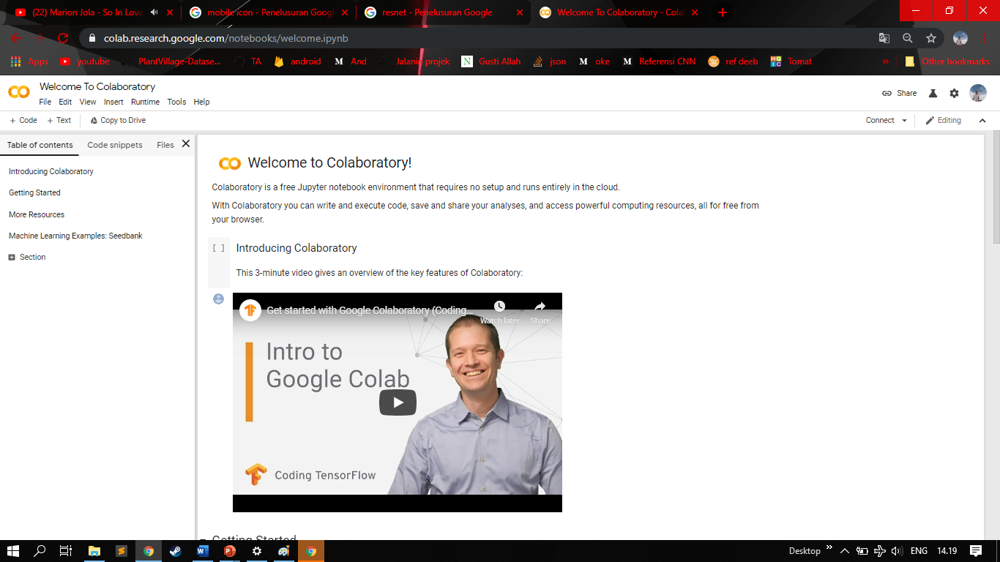 (22) Marion Jola - So In Love
mobile icon - Penelusuran Googl
resnet - Penelusuran Google
Welcome To Colaboratory - Cola
colab.research.google.com/notebooks/welcome.ipynb
Apps youtube PlantVillage-Datase... TA android And Jalanin projek Gusti Allah json oke Referensi CNN ref deeb Tomat » Other bookmarks
Welcome To Colaboratory
File Edit View Insert Runtime Tools Help
Share
+ Code + Text Copy to Drive
Connect Editing
Table of contents Code snippets Files
Introducing Colaboratory
Getting Started
More Resources
Machine Learning Examples: Seedbank
Section
Welcome to Colaboratory!
Colaboratory is a free Jupyter notebook environment that requires no setup and runs entirely in the cloud.
With Colaboratory you can write and execute code, save and share your analyses, and access powerful computing resources, all for free from
your browser.
[ ] Introducing Colaboratory
This 3-minute video gives an overview of the key features of Colaboratory:
Get started with Google Colaboratory (Coding...
Watch later Share
Intro to
Google Colab
Coding TensorFlow
Getting Started
Desktop » ENG 14.19